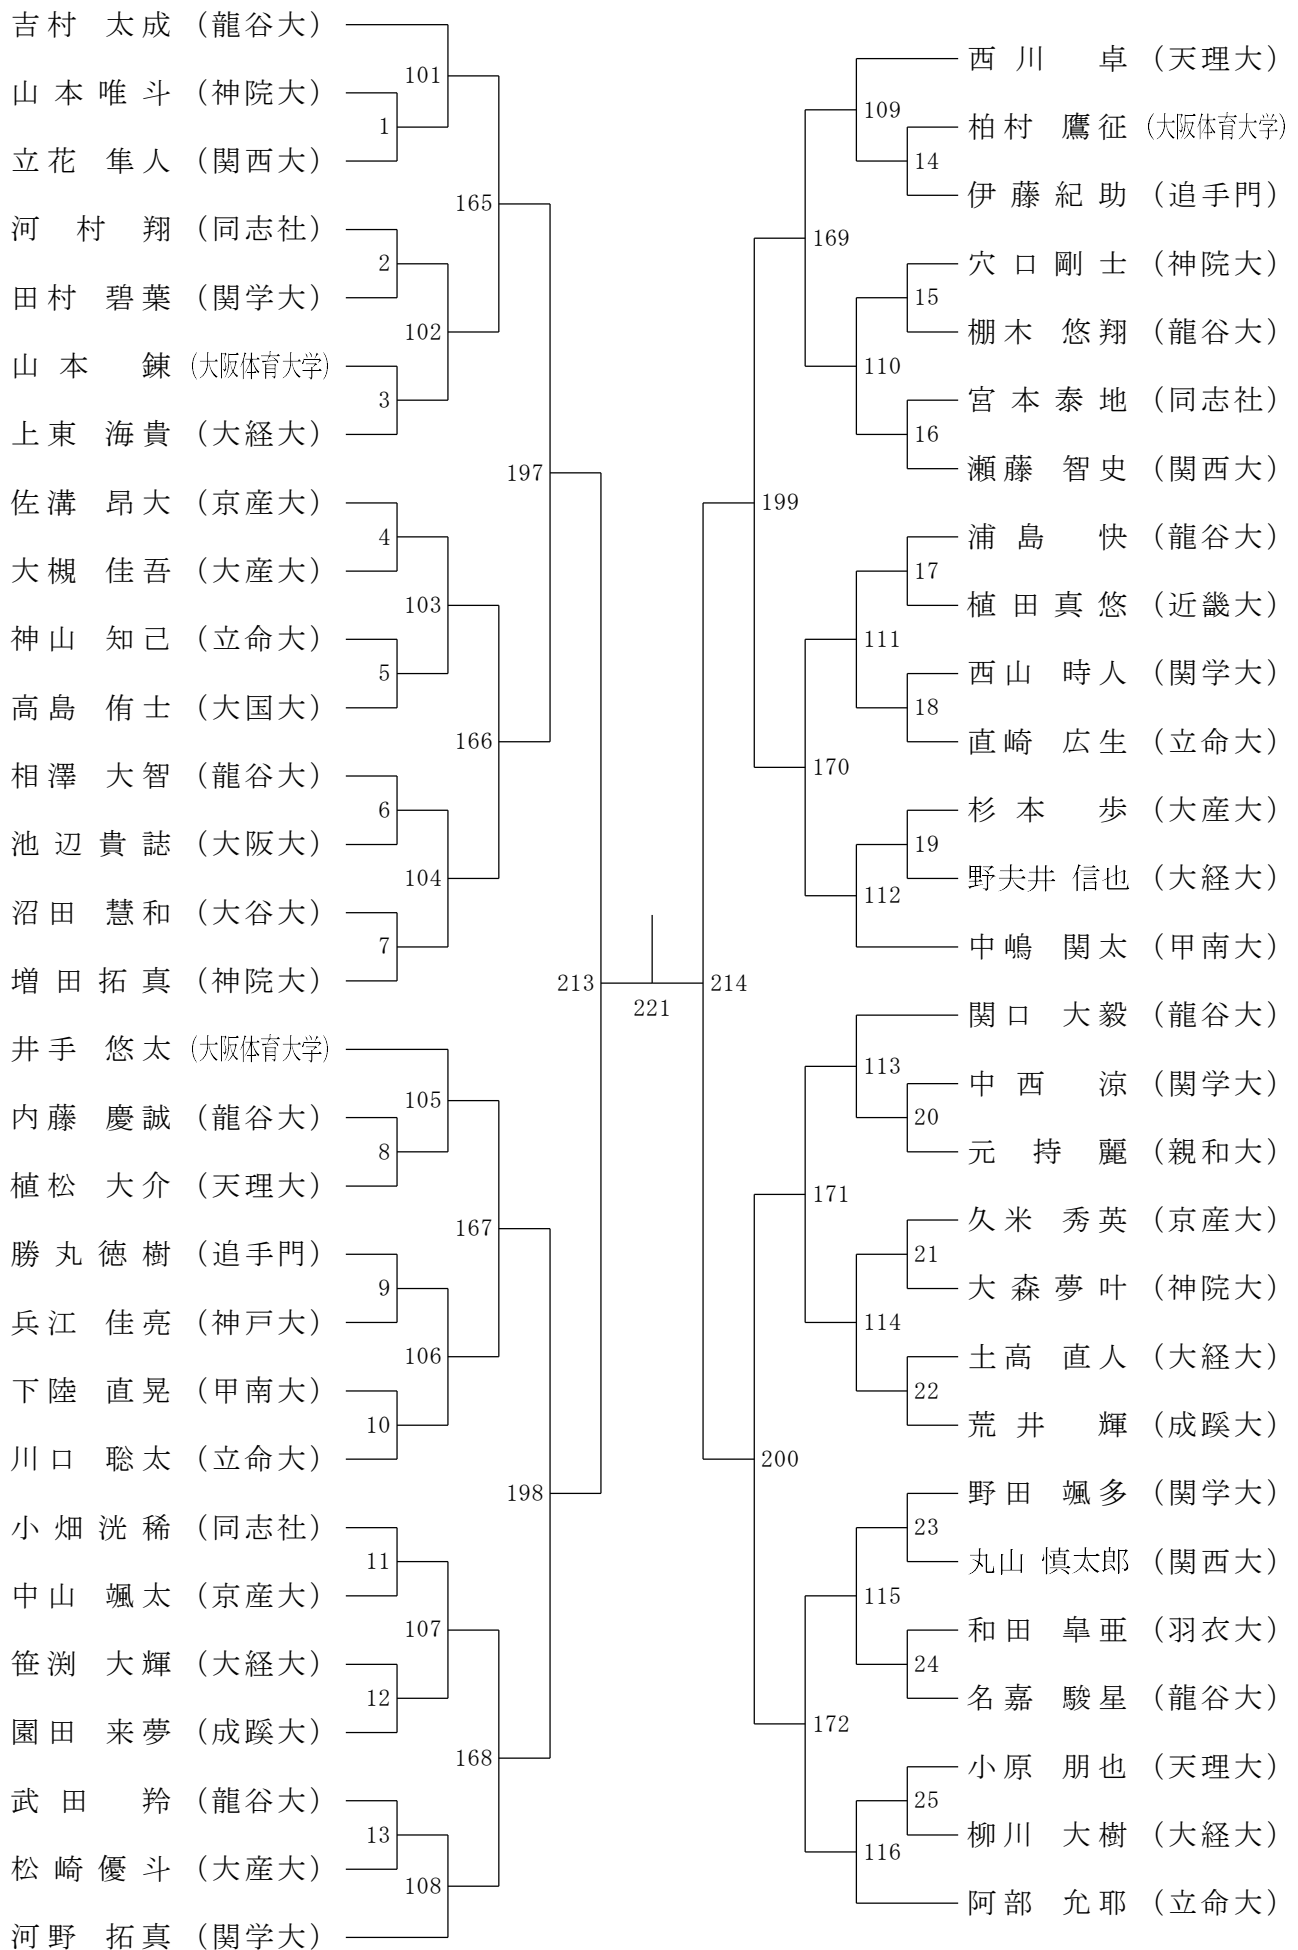 吉村 太成 (龍谷大)
101
山本唯斗 (神院大)
1
立花 隼人 (関西大)
165
河村翔 (同志社)
2
田村 碧葉 (関学大)
102
山本 錬 (大阪体育大学)
3
上東 海貴 (大経大)
197
佐溝 昂大 (京産大)
4
大槻 佳吾 (大産大)
103
神山 知己 (立命大)
5
高島 侑士 (大国大)
166
相澤 大智 (龍谷大)
6
池辺貴誌 (大阪大)
104
沼田 慧和 (大谷大)
7
増田拓真 (神院大)
213
井手 悠太 (大阪体育大学)
105
内藤 慶誠 (龍谷大)
8
植松 大介 (天理大)
167
勝丸徳樹 (追手門)
9
兵江 佳亮 (神戸大)
106
下陸 直晃 (甲南大)
10
川口 聡太 (立命大)
198
小畑洸稀 (同志社)
11
中山 颯太 (京産大)
107
笹渕 大輝 (大経大)
12
園田 来夢 (成蹊大)
168
武田 羚 (龍谷大)
13
松崎優斗 (大産大)
108
河野 拓真 (関学大)
221
西川 卓 (天理大)
109
柏村 鷹征 (大阪体育大学)
14
伊藤紀助 (追手門)
169
穴口剛士 (神院大)
15
棚木 悠翔 (龍谷大)
110
宮本泰地 (同志社)
16
瀬藤 智史 (関西大)
199
浦島 快 (龍谷大)
17
植田真悠 (近畿大)
111
西山 時人 (関学大)
18
直崎 広生 (立命大)
170
杉本 歩 (大産大)
19
野夫井 信也 (大経大)
112
中嶋 関太 (甲南大)
214
関口 大毅 (龍谷大)
113
中西 涼 (関学大)
20
元持麗 (親和大)
171
久米 秀英 (京産大)
21
大森夢叶 (神院大)
114
土高 直人 (大経大)
22
荒井 輝 (成蹊大)
200
野田 颯多 (関学大)
23
丸山 慎太郎 (関西大)
115
和田 皐亜 (羽衣大)
24
名嘉 駿星 (龍谷大)
172
小原 朋也 (天理大)
25
柳川 大樹 (大経大)
116
阿部 允耶 (立命大)